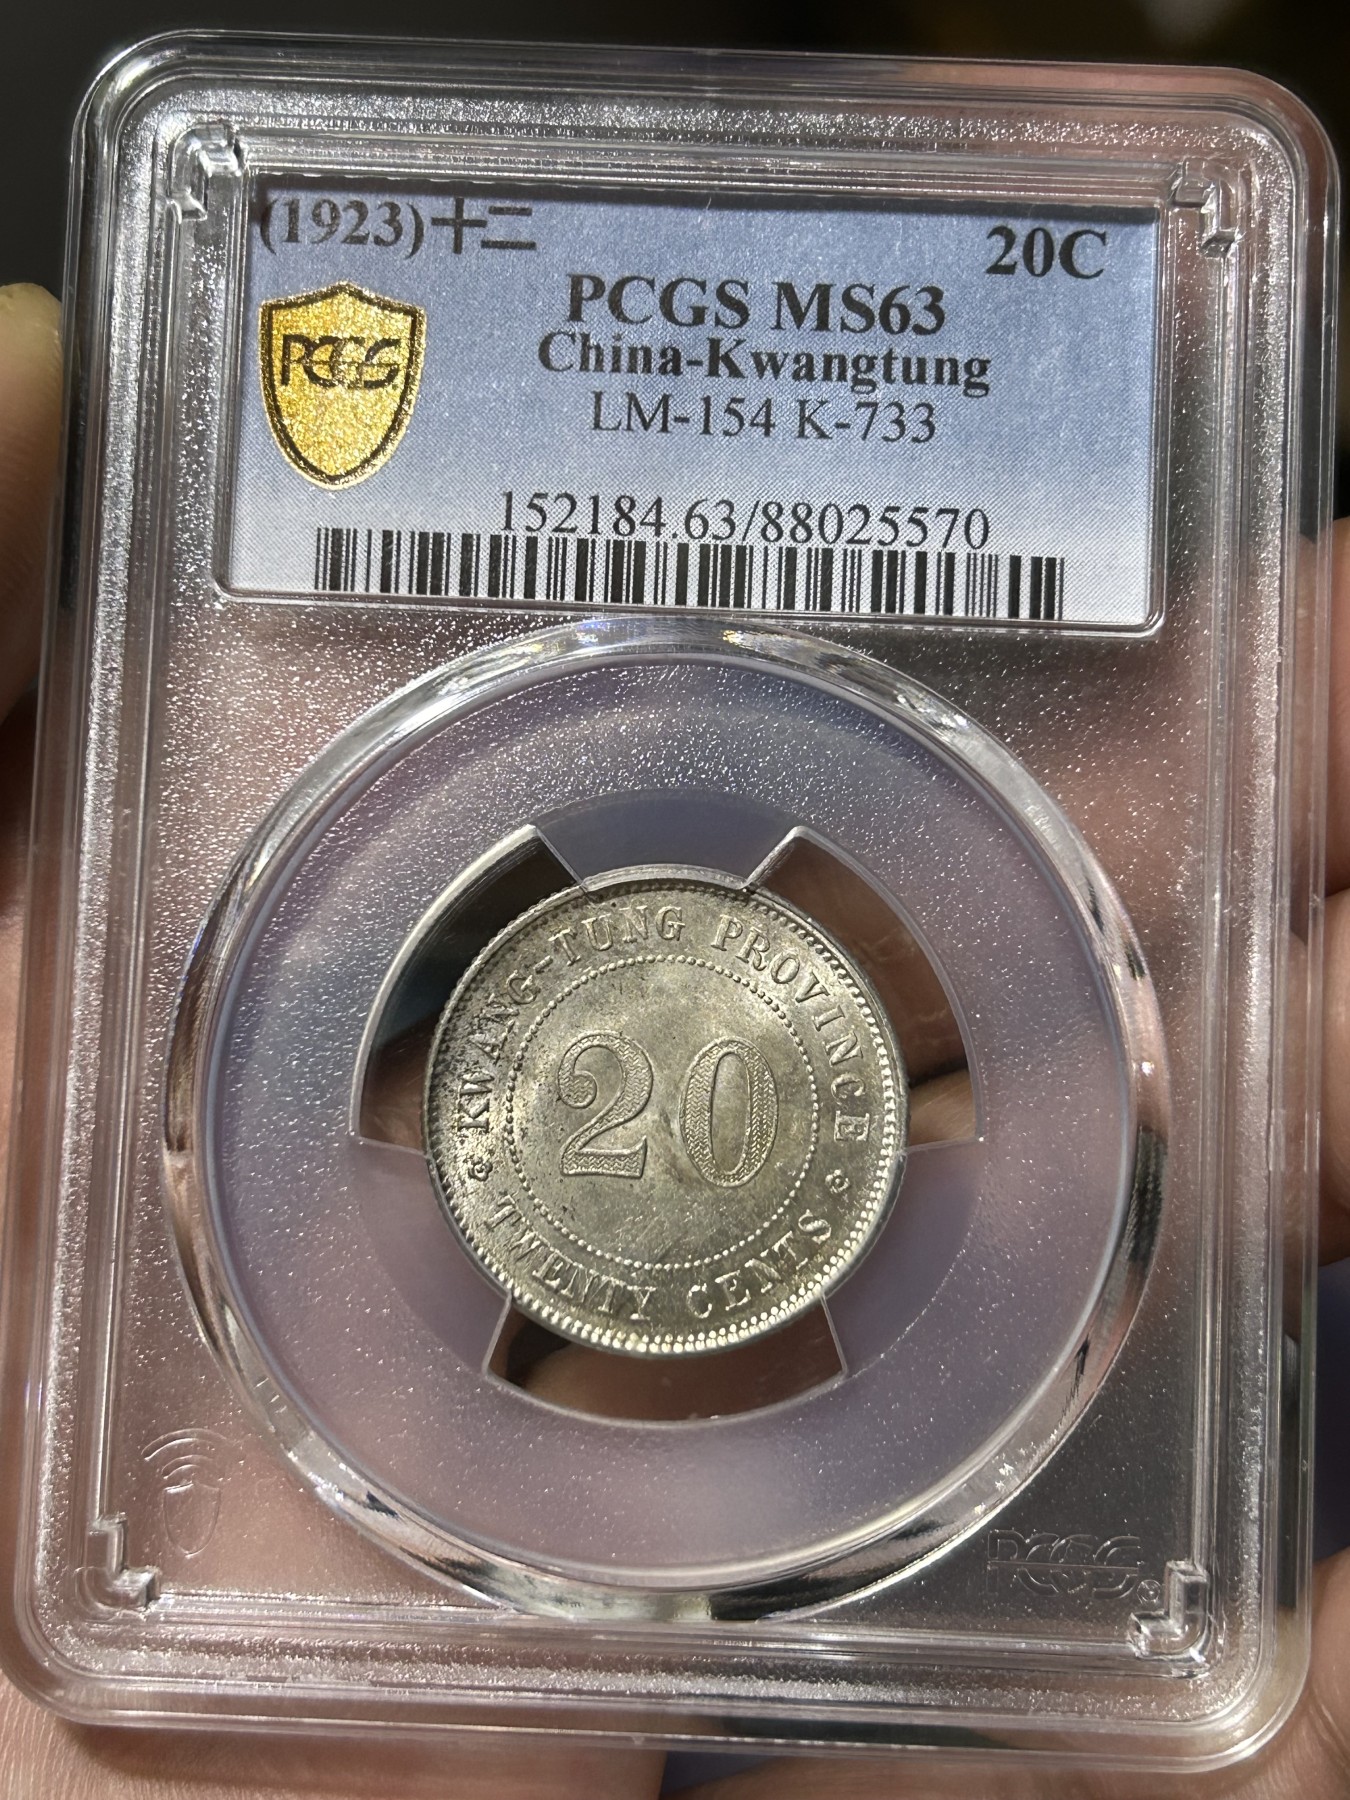 (1923)十二 20C
PCGS MS63
China-Kwangtung
LM-154 K-733
152184.63/88025570
PCGS
KWANG-TUNG PROVINCE
20
TWENTY CENTS
PCGS